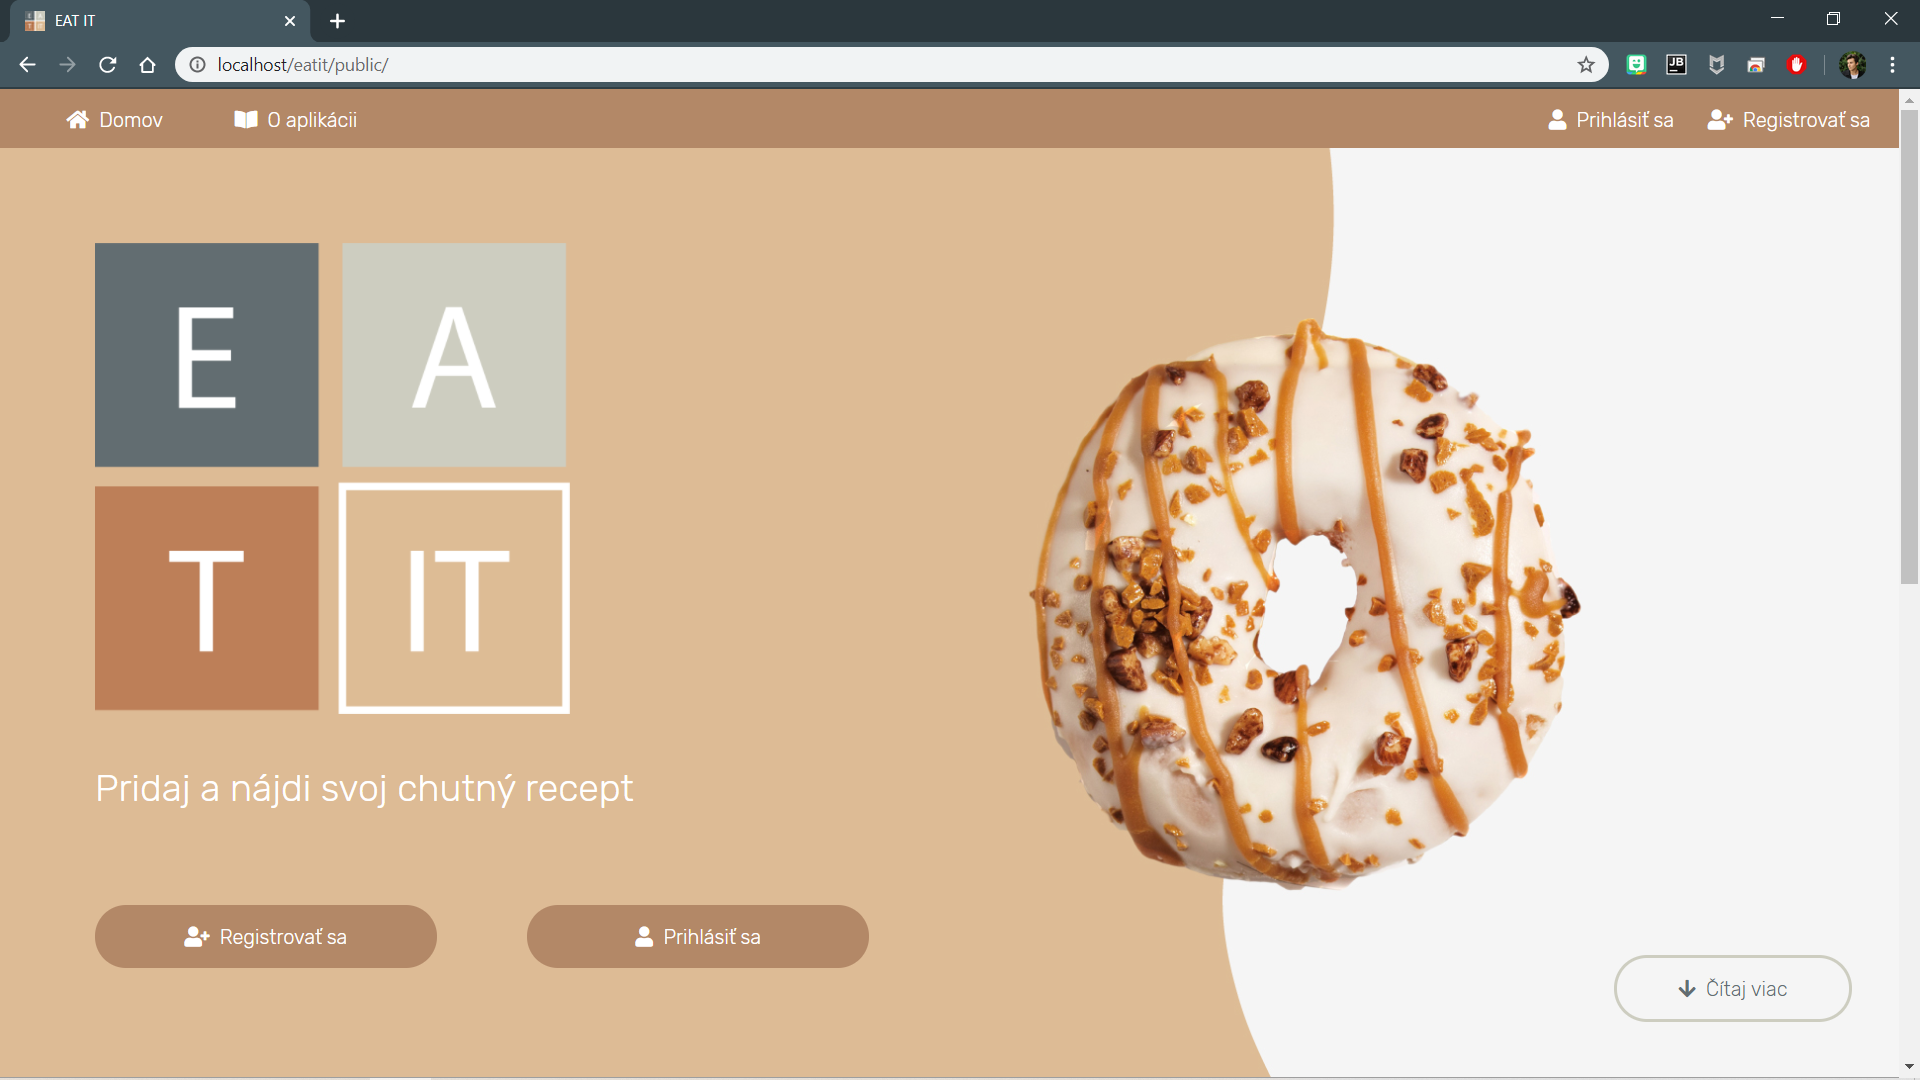 EAT IT
localhost/eatit/public/
JB
Domov
O aplikácii
Prihlásiť sa
Registrovať sa
E A
T IT
Pridaj a nájdi svoj chutný recept
Registrovať sa
Prihlásiť sa
Čítaj viac